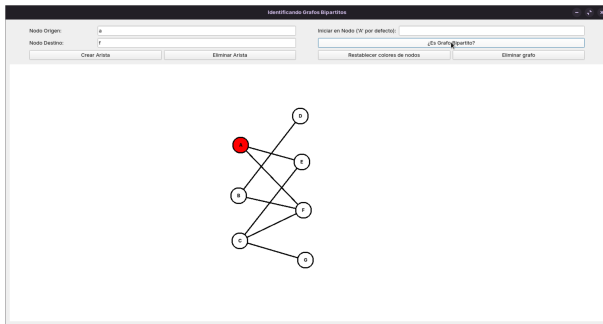 Identificando Grafos Bipartitos
Nodo Origen: a
Iniciar en Nodo ('A' por defecto):
Nodo Destino: f
¿Es Grafo Bipartito?
Crear Arista
Eliminar Arista
Restablecer colores de nodos
Eliminar grafo
D
A
E
B
F
C
G